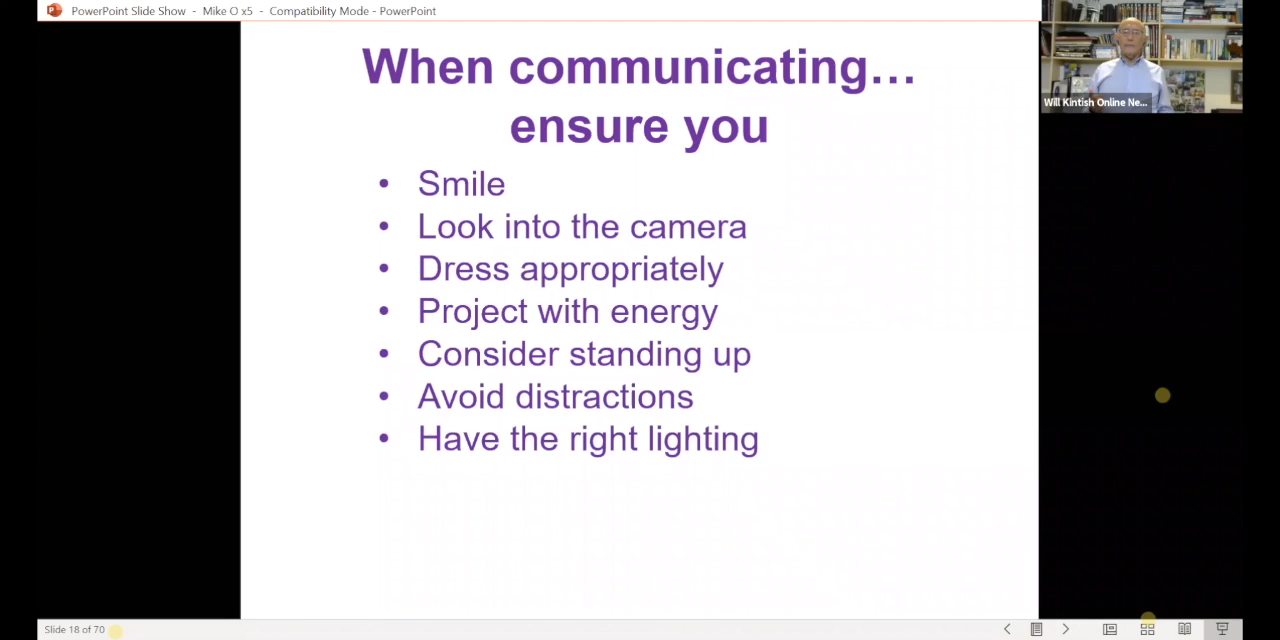 PowerPoint Slide Show - Mike O x5 - Compatibility Mode - PowerPoint
When communicating…
ensure you
• Smile
• Look into the camera
• Dress appropriately
• Project with energy
• Consider standing up
• Avoid distractions
• Have the right lighting
Will Kintish Online Ne...
Slide 18 of 70